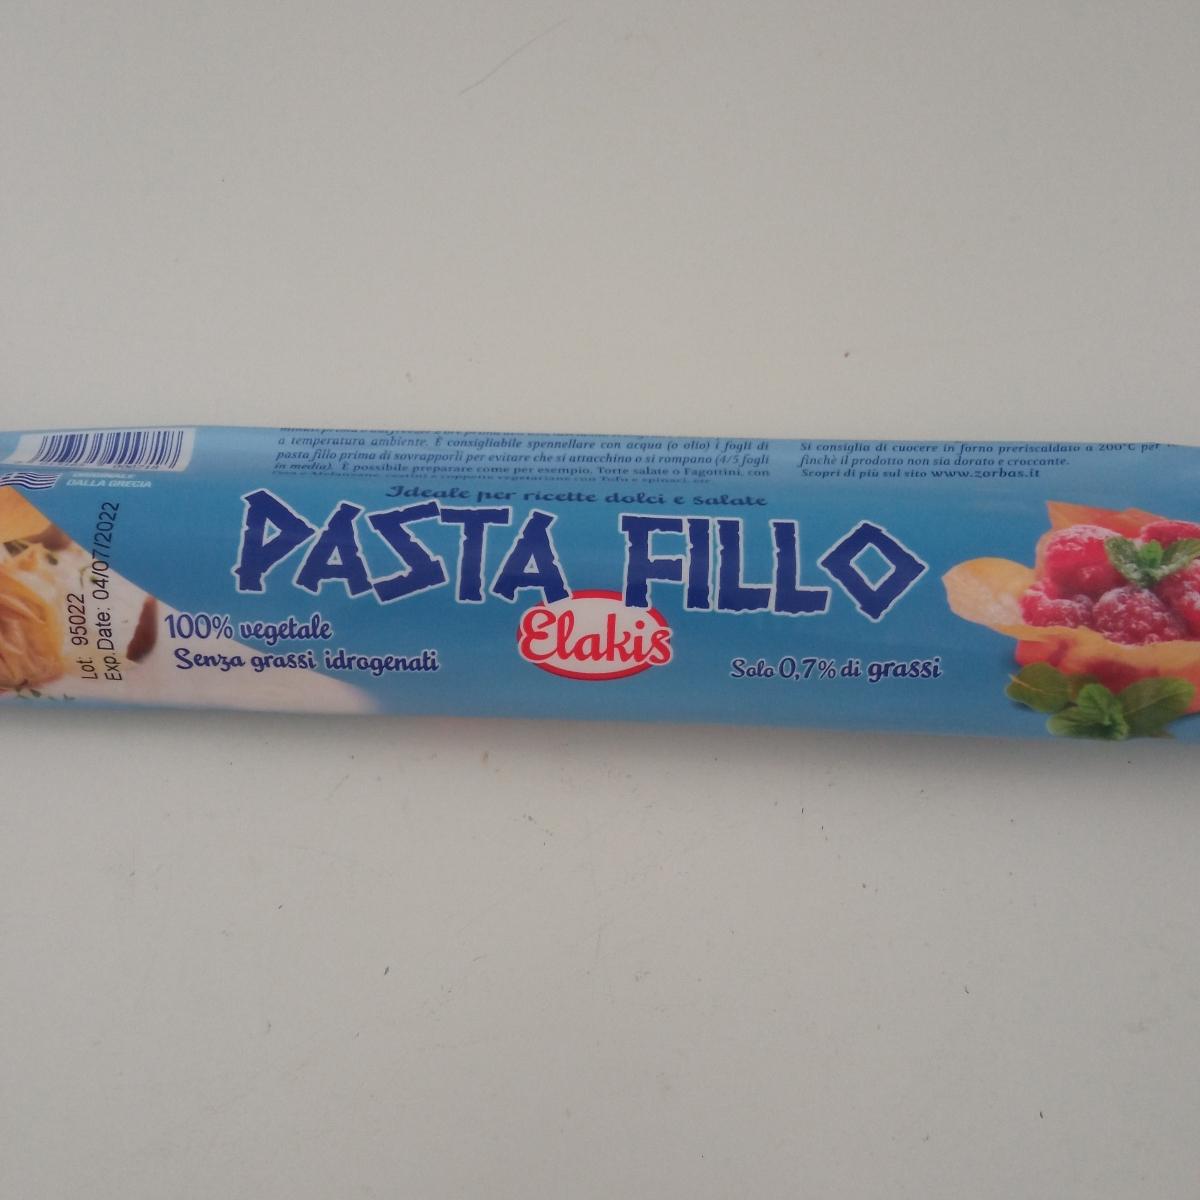 a temperatura ambiente. È consigliabile spennellare con acqua (o olio) i fogli di
pasta fillo prima di sovrapporli per evitare che si attacchino o si rompano (4/5 fogli
in media). È possibile preparare come per esempio, Torte salate o Fagottini, con
Si consiglia di cuocere in forno preriscaldato a 200°C per
finchè il prodotto non sia dorato e croccante.
Scopri di più sul sito www.zorbas.it
DALLA GRECIA
Ideale per ricette dolci e salate
PASTA FILLO
Elakis
100% vegetale
Senza grassi idrogenati
Solo 0,7% di grassi
Lot: 95022
Exp.Date: 04/07/2022